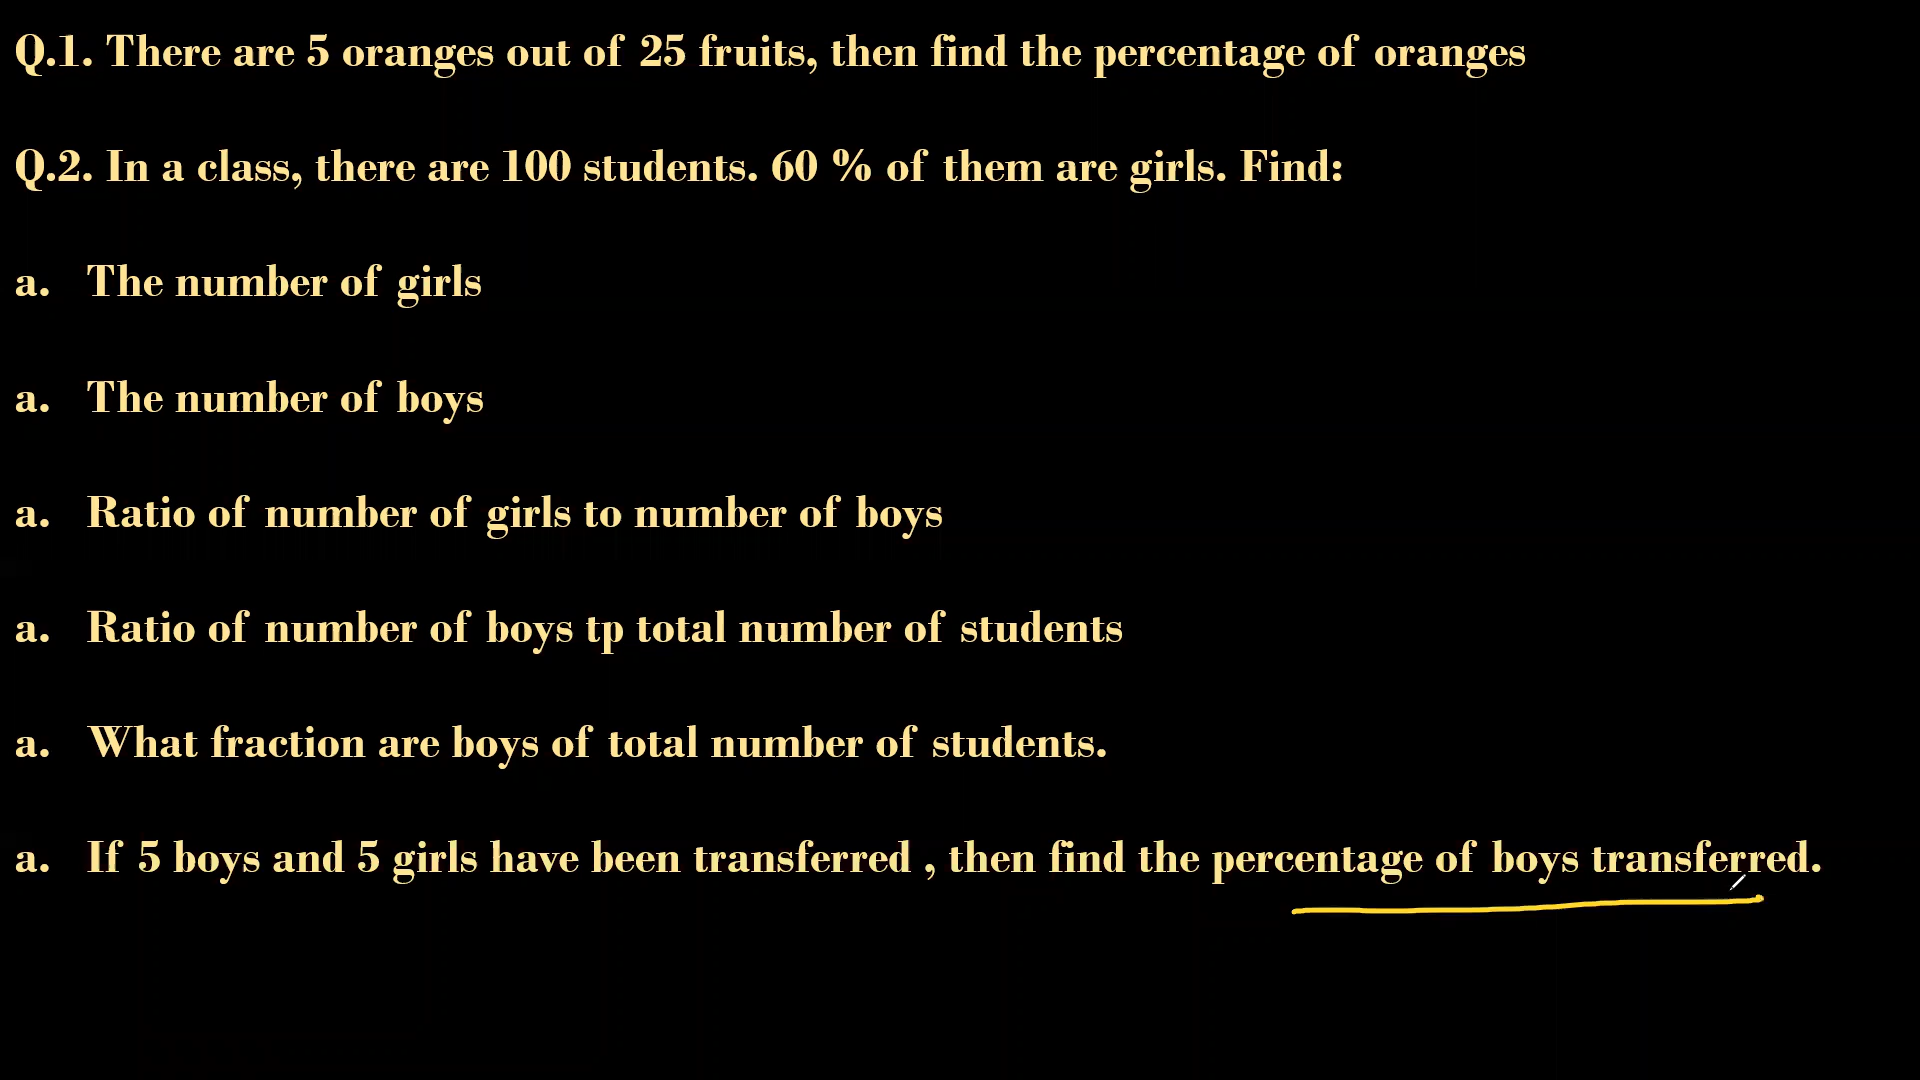 Q.1. There are 5 oranges out of 25 fruits, then find the percentage of oranges
Q.2. In a class, there are 100 students. 60 % of them are girls. Find:
a. The number of girls
a. The number of boys
a. Ratio of number of girls to number of boys
a. Ratio of number of boys tp total number of students
a. What fraction are boys of total number of students.
a. If 5 boys and 5 girls have been transferred , then find the percentage of boys transferred.